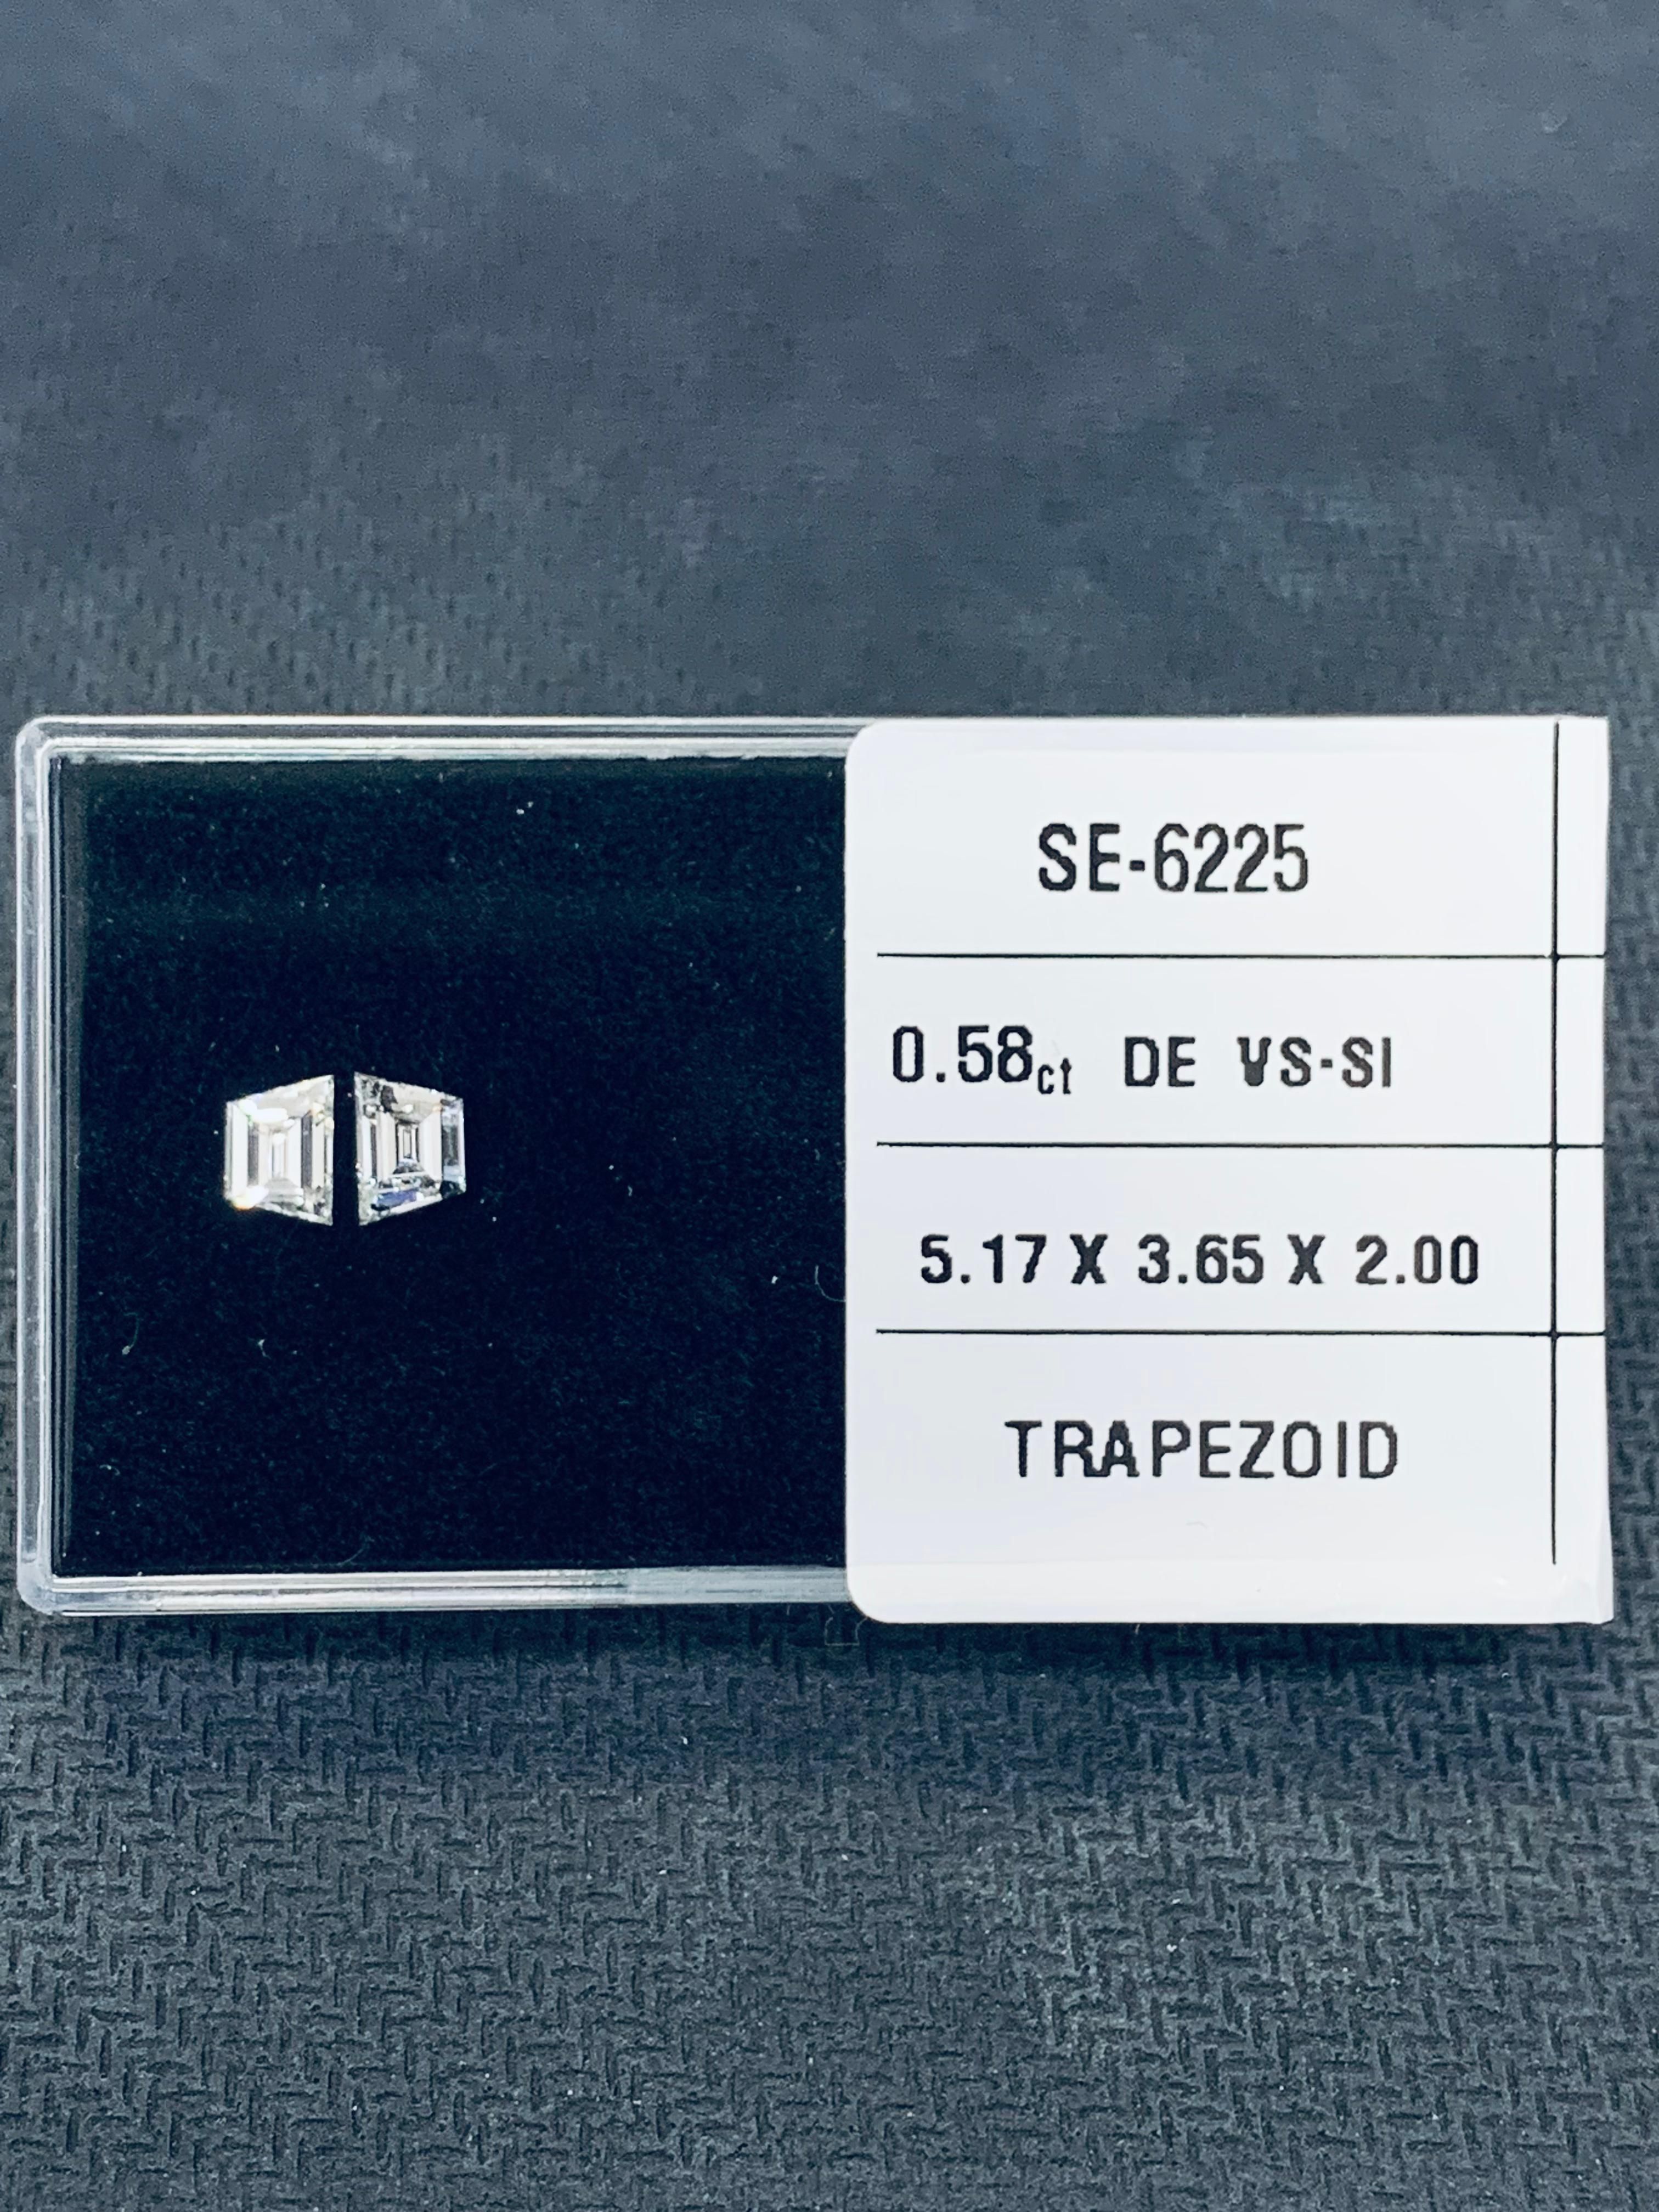 SE-6225
0.58ct DE VS-SI
5.17 X 3.65 X 2.00
TRAPEZOID